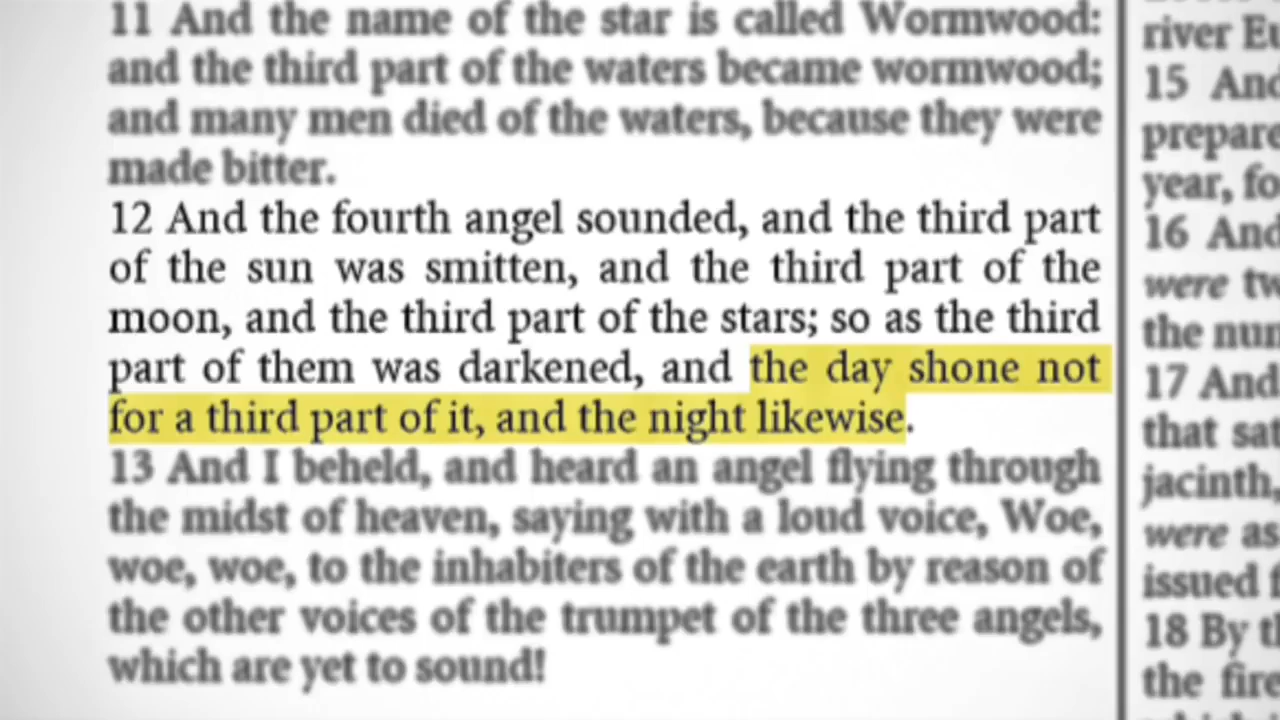 11 And the name of the star is called Wormwood:
and the third part of the waters became wormwood;
and many men died of the waters, because they were
made bitter.
12 And the fourth angel sounded, and the third part
of the sun was smitten, and the third part of the
moon, and the third part of the stars; so as the third
part of them was darkened, and the day shone not
for a third part of it, and the night likewise.
13 And I beheld, and heard an angel flying through
the midst of heaven, saying with a loud voice, Woe,
woe, woe, to the inhabiters of the earth by reason of
the other voices of the trumpet of the three angels,
which are yet to sound!
river
15 And
year,
16 And
were
the
17 And
that
jacinth,
were as
issued
18 By
the